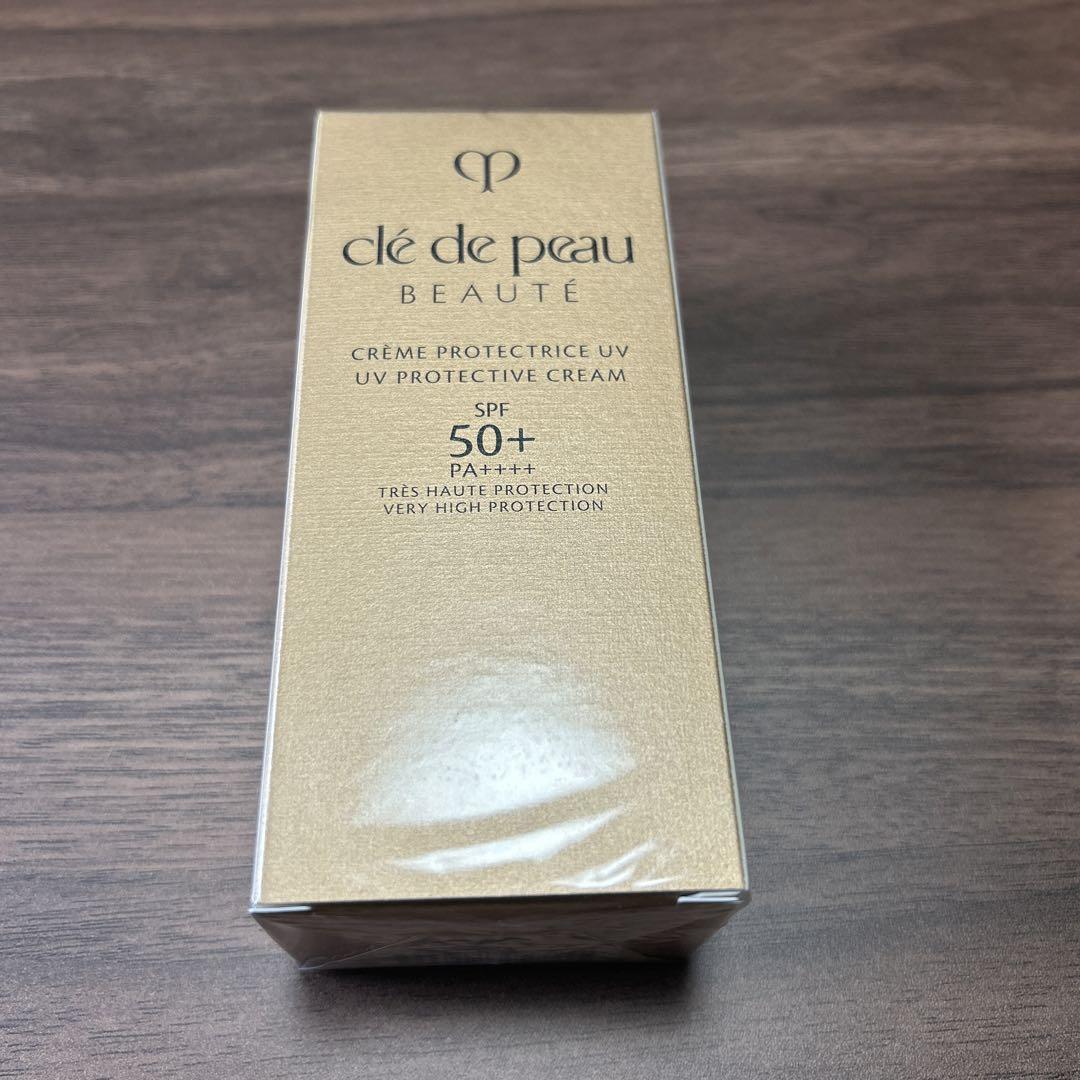 clé de peau
BEAUTÉ
CRÈME PROTECTRICE UV
UV PROTECTIVE CREAM
SPF
50+
PA++++
TRÈS HAUTE PROTECTION
VERY HIGH PROTECTION